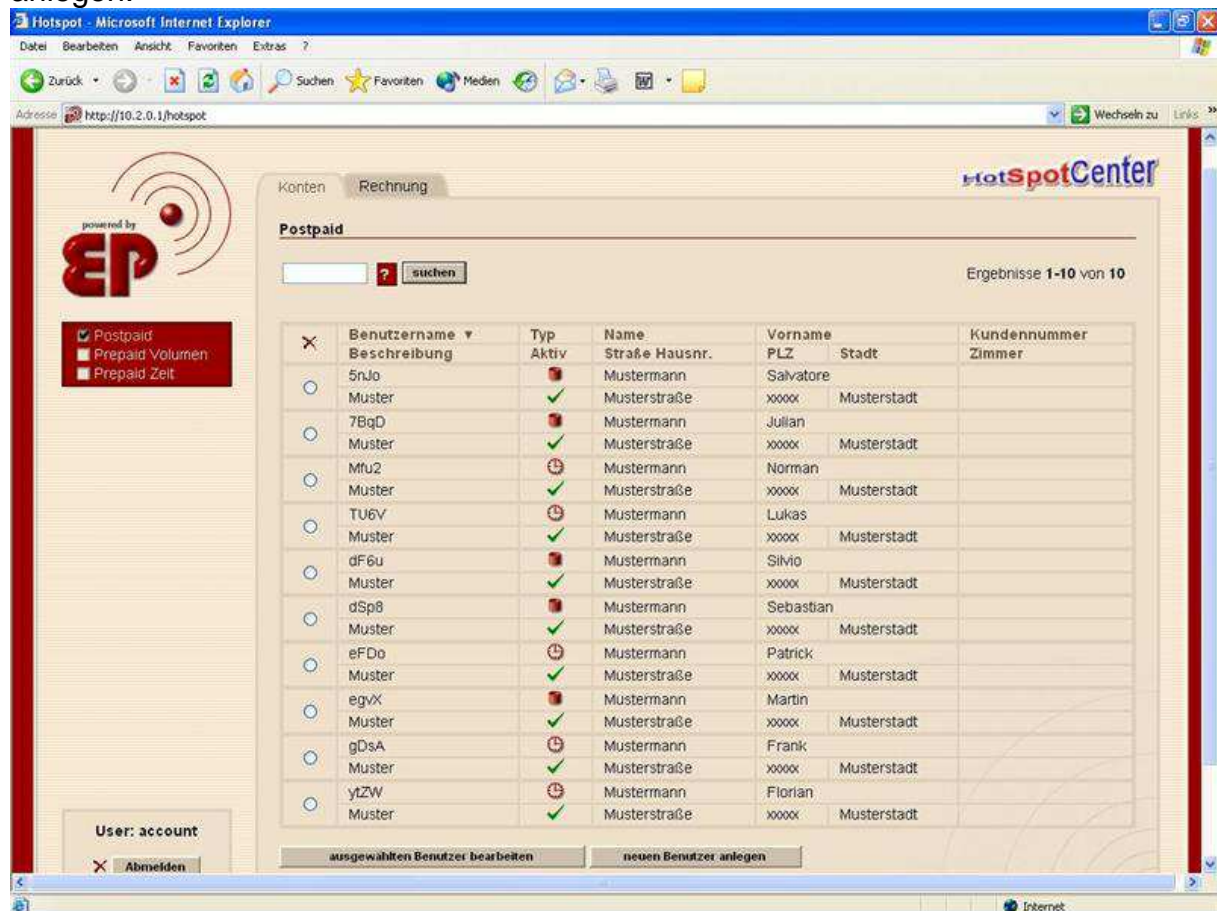 anlegen.
Hotspot - Microsoft Internet Explorer
Datei Bearbeiten Ansicht Favoriten Extras ?
Zurück Suchen Favoriten Medien
Adresse http://10.2.0.1/hotspot Wechseln zu Links »
powered by
EP
Konten Rechnung
HotSpotCenter
Postpaid
? suchen
Ergebnisse 1-10 von 10
Postpaid
Prepaid Volumen
Prepaid Zeit
Benutzername ▼ Typ Name Vorname Kundennummer
Beschreibung Aktiv Straße Hausnr. PLZ Stadt Zimmer
5nJo Mustermann Salvatore
Muster Musterstraße xxxxx Musterstadt
7BqD Mustermann Julian
Muster Musterstraße xxxxx Musterstadt
Mfu2 Mustermann Norman
Muster Musterstraße xxxxx Musterstadt
TU6V Mustermann Lukas
Muster Musterstraße xxxxx Musterstadt
dF6u Mustermann Silvio
Muster Musterstraße xxxxx Musterstadt
dSp8 Mustermann Sebastian
Muster Musterstraße xxxxx Musterstadt
eFDo Mustermann Patrick
Muster Musterstraße xxxxx Musterstadt
egvX Mustermann Martin
Muster Musterstraße xxxxx Musterstadt
gDsA Mustermann Frank
Muster Musterstraße xxxxx Musterstadt
ytZW Mustermann Florian
Muster Musterstraße xxxxx Musterstadt
User: account
Abmelden
ausgewählten Benutzer bearbeiten neuen Benutzer anlegen
Internet